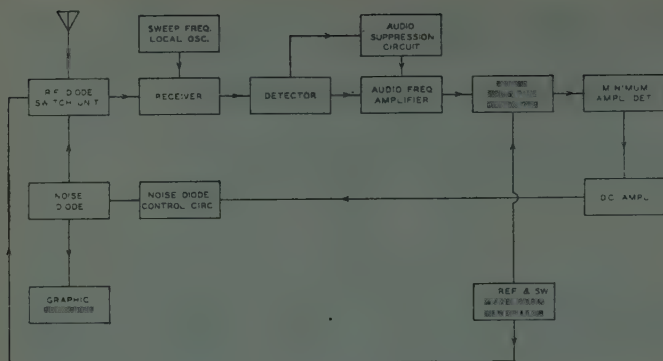 SWEEP FREQ.
LOCAL OSC.
AUDIO
SUPPRESSION
CIRCUIT
R.F. DIODE
SWITCH UNIT
RECEIVER
DETECTOR
AUDIO FREQ
AMPLIFIER
MINIMUM
AMPL DET
NOISE
DIODE
NOISE DIODE
CONTROL CIRC
DC AMPL
GRAPHIC
REF & SW